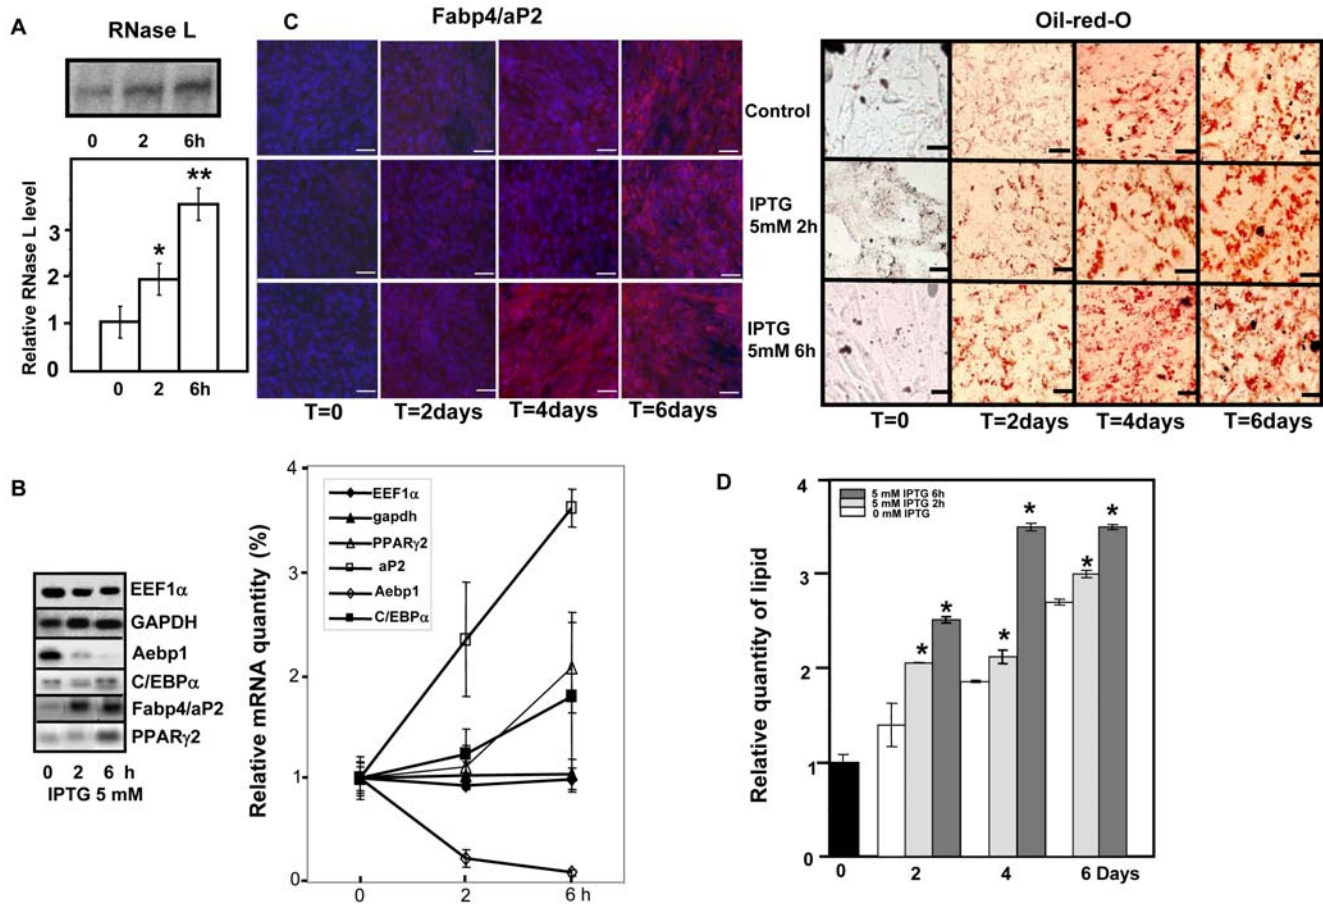 A
RNase L
0 2 6h
Relative RNase L level
3
2
1
0
*
**
0 2 6h
C
Fabp4/aP2
Oil-red-O
Control
IPTG
5mM 2h
IPTG
5mM 6h
T=0 T=2days T=4days T=6days
T=0 T=2days T=4days T=6days
B
EEF1α
GAPDH
Aebp1
C/EBPα
Fabp4/aP2
PPARγ2
0 2 6 h
IPTG 5 mM
Relative mRNA quantity (%)
4
3
2
1
0
EEF1α
gapdh
PPARγ2
aP2
Aebp1
C/EBPα
0 2 6 h
D
Relative quantity of lipid
4
3
2
1
0
5 mM IPTG 6h
5 mM IPTG 2h
0 mM IPTG
* * * * * *
0 2 4 6 Days